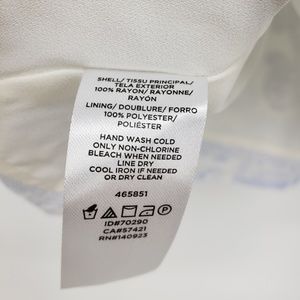 SHELL/ TISSU PRINCIPAL/
TELA EXTERIOR
100% RAYON/ RAYONNE/
RAYÓN
LINING/ DOUBLURE/ FORRO
100% POLYESTER/
POLIÉSTER
HAND WASH COLD
ONLY NON-CHLORINE
BLEACH WHEN NEEDED
LINE DRY
COOL IRON IF NEEDED
OR DRY CLEAN
465851
ID#70290
CA#57421
RN#140923